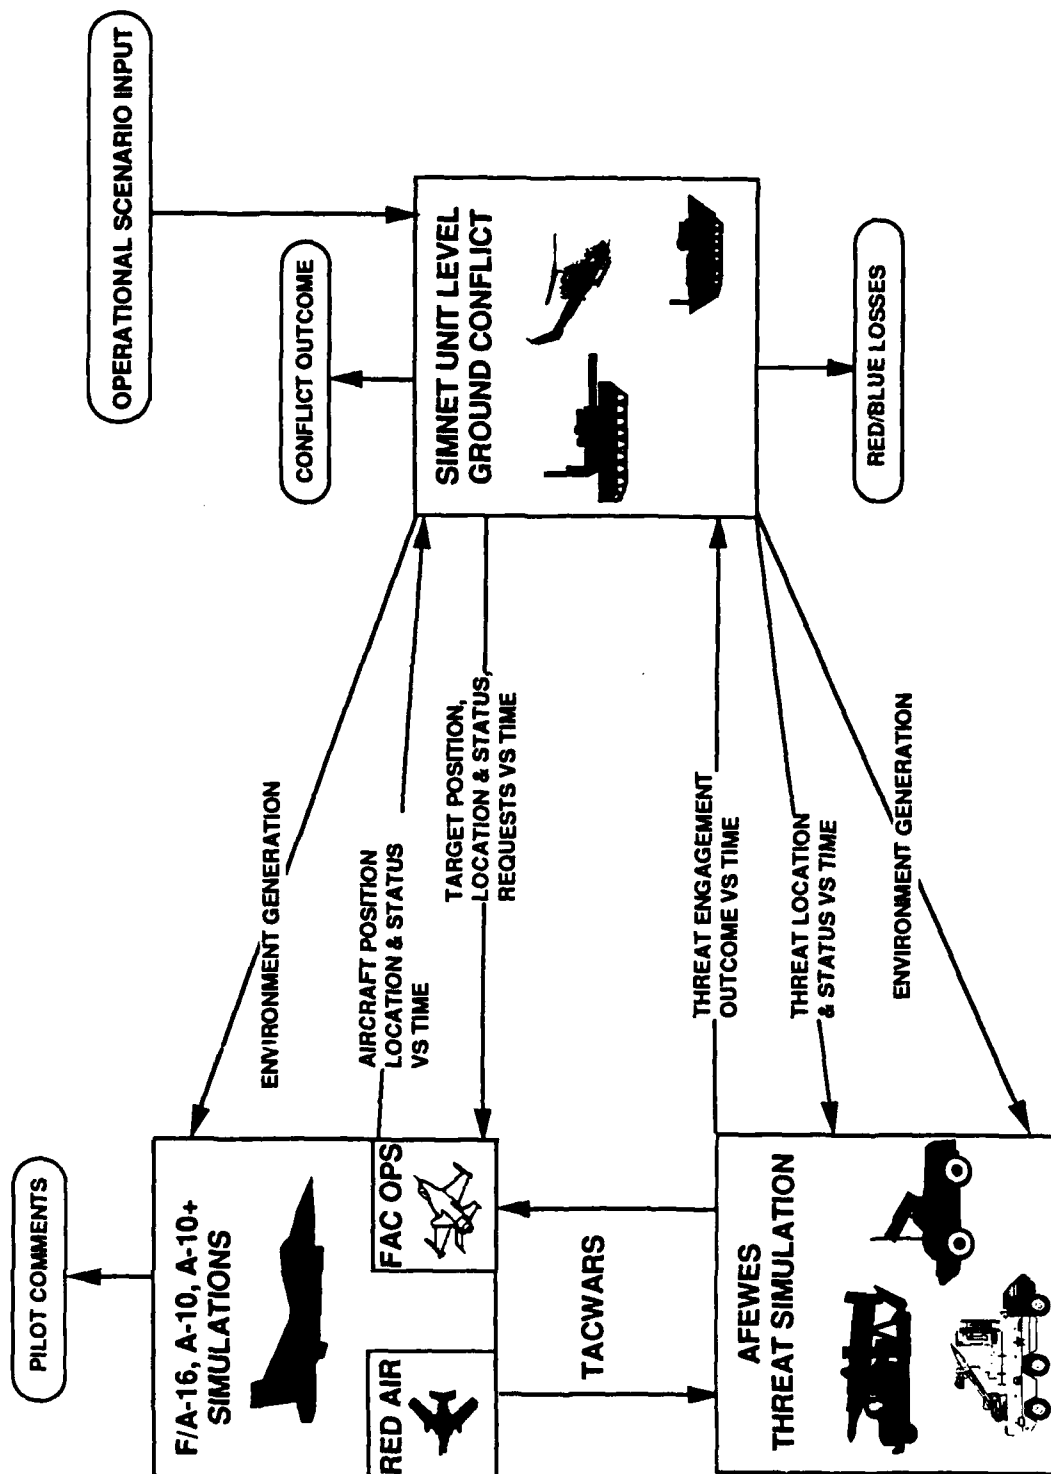 PILOT COMMENTS
F/A-16, A-10, A-10+
SIMULATIONS
RED AIR
FAC OPS
ENVIRONMENT GENERATION
AIRCRAFT POSITION
LOCATION & STATUS
VS TIME
TARGET POSITION,
LOCATION & STATUS,
REQUESTS VS TIME
OPERATIONAL SCENARIO INPUT
CONFLICT OUTCOME
SIMNET UNIT LEVEL
GROUND CONFLICT
RED/BLUE LOSSES
TACWARS
THREAT ENGAGEMENT
OUTCOME VS TIME
THREAT LOCATION
& STATUS VS TIME
ENVIRONMENT GENERATION
AFEWES
THREAT SIMULATION